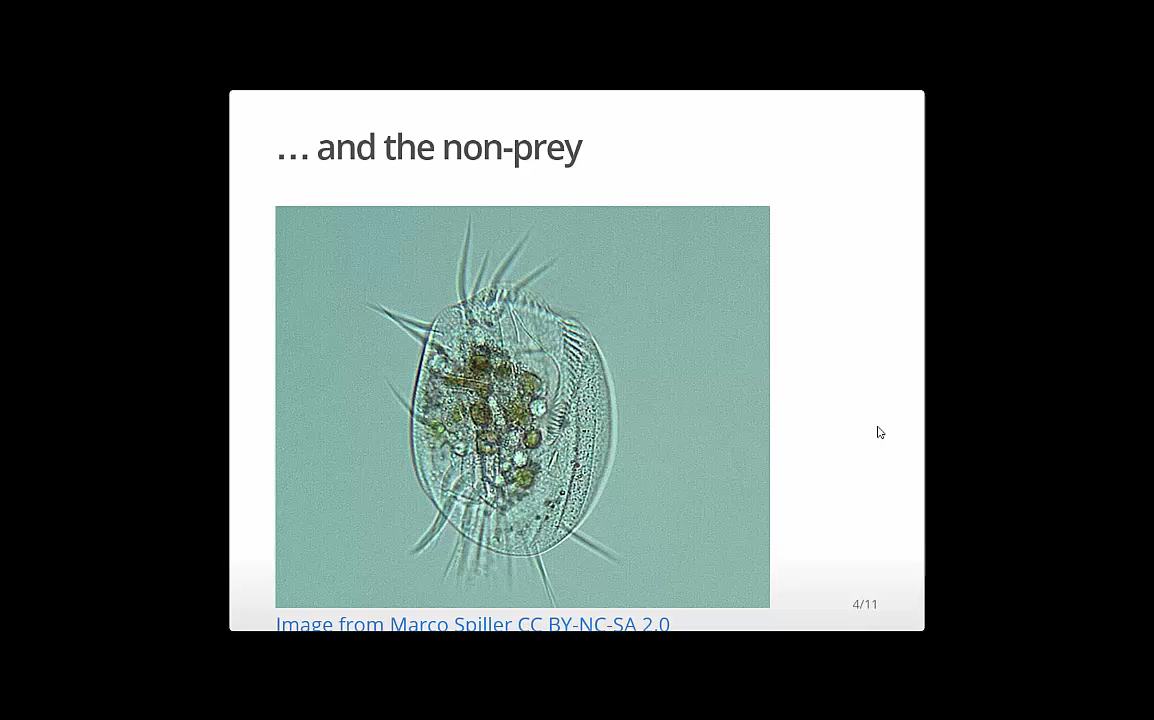 … and the non-prey
4/11
Image from Marco Spiller CC BY-NC-SA 2.0